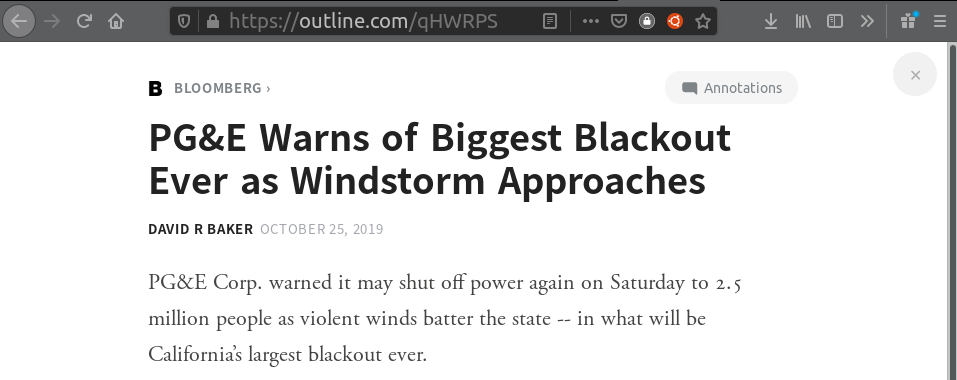 https://outline.com/qHWRPS
B BLOOMBERG ›
Annotations
PG&E Warns of Biggest Blackout
Ever as Windstorm Approaches
DAVID R BAKER OCTOBER 25, 2019
PG&E Corp. warned it may shut off power again on Saturday to 2.5
million people as violent winds batter the state -- in what will be
California’s largest blackout ever.